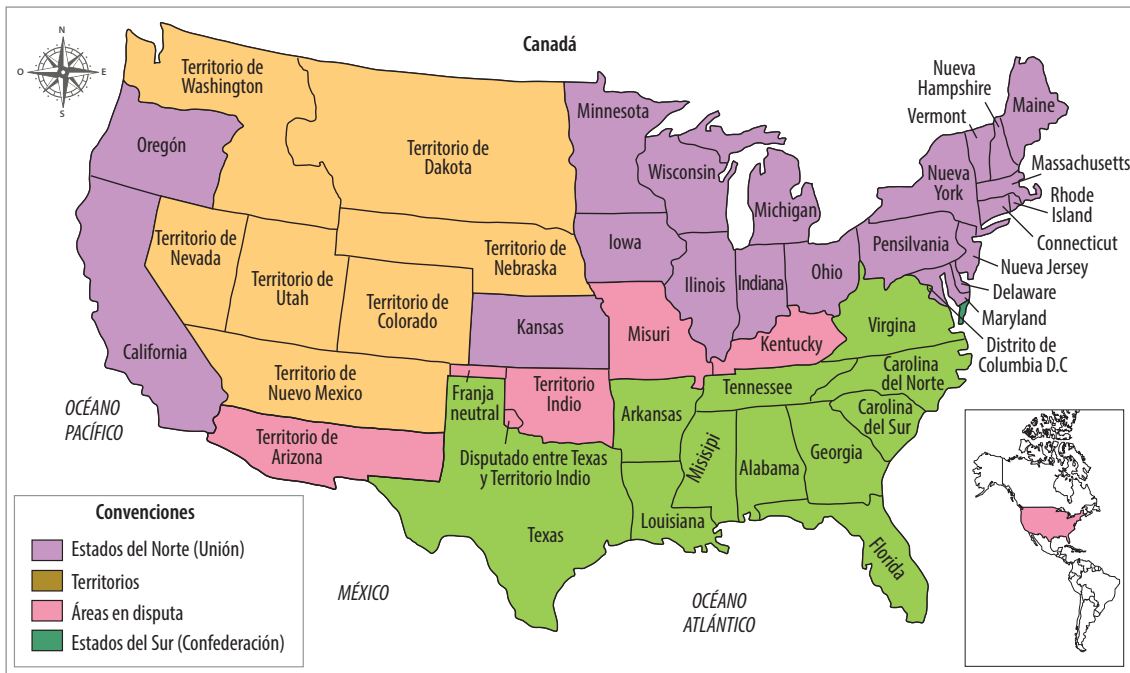 N
O
E
S
Canadá
Territorio de
Washington
Oregón
Territorio de
Dakota
Minnesota
Wisconsin
Michigan
Nueva
Hampshire
Vermont
Maine
Nueva
York
Massachusetts
Rhode
Island
Connecticut
Pensilvania
Nueva Jersey
Delaware
Maryland
Distrito de
Columbia D.C
Territorio de
Nevada
Territorio de
Utah
Territorio de
Nebraska
Territorio de
Colorado
Iowa
Ilinois
Indiana
Ohio
Kansas
Misuri
Kentucky
Virgina
California
Territorio de
Nuevo Mexico
Franja
neutral
Territorio
Indio
Arkansas
Tennessee
Carolina
del Norte
Carolina
del Sur
OCÉANO
PACÍFICO
Territorio de
Arizona
Disputado entre Texas
y Territorio Indio
Misisipi
Alabama
Georgia
Texas
Louisiana
Florida
MÉXICO
OCÉANO
ATLÁNTICO
Convenciones
Estados del Norte (Unión)
Territorios
Áreas en disputa
Estados del Sur (Confederación)